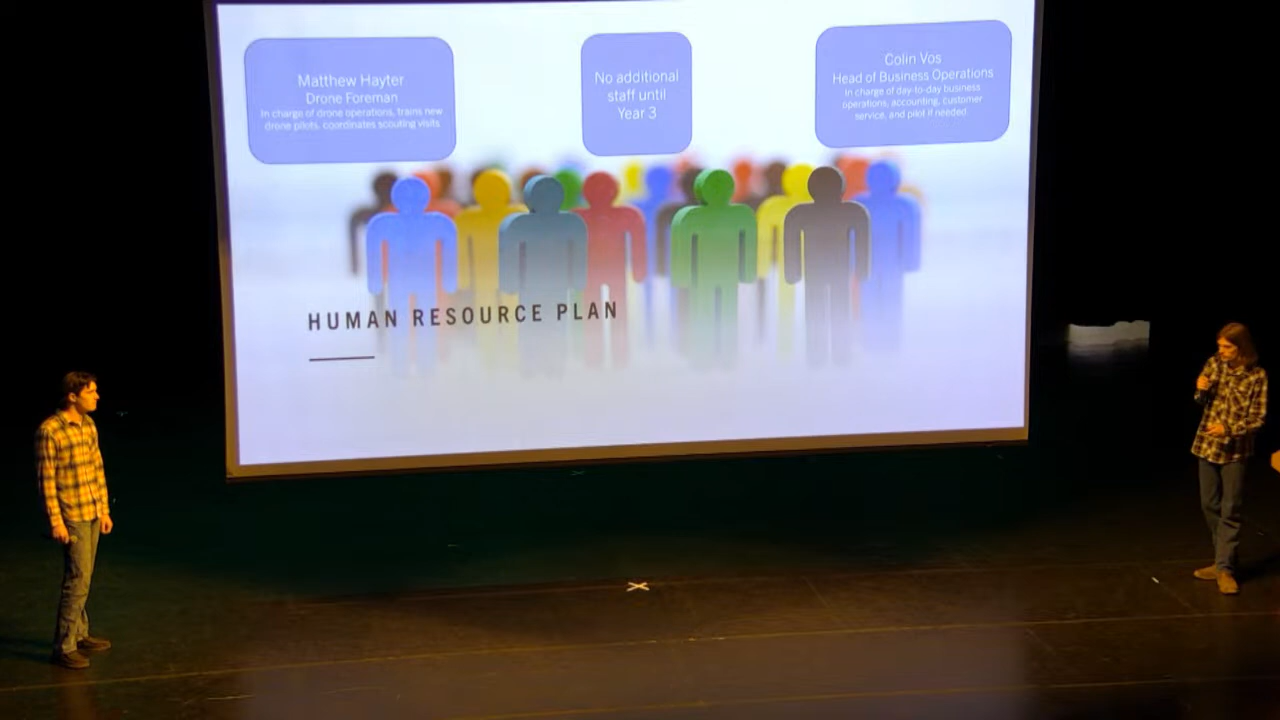 Matthew Hayter
Drone Foreman
In charge of drone operations, trains new
drone pilots, coordinates scouting visits
No additional
staff until
Year 3
Colin Vos
Head of Business Operations
In charge of day-to-day business
operations, accounting, customer
service, and pilot if needed
HUMAN RESOURCE PLAN